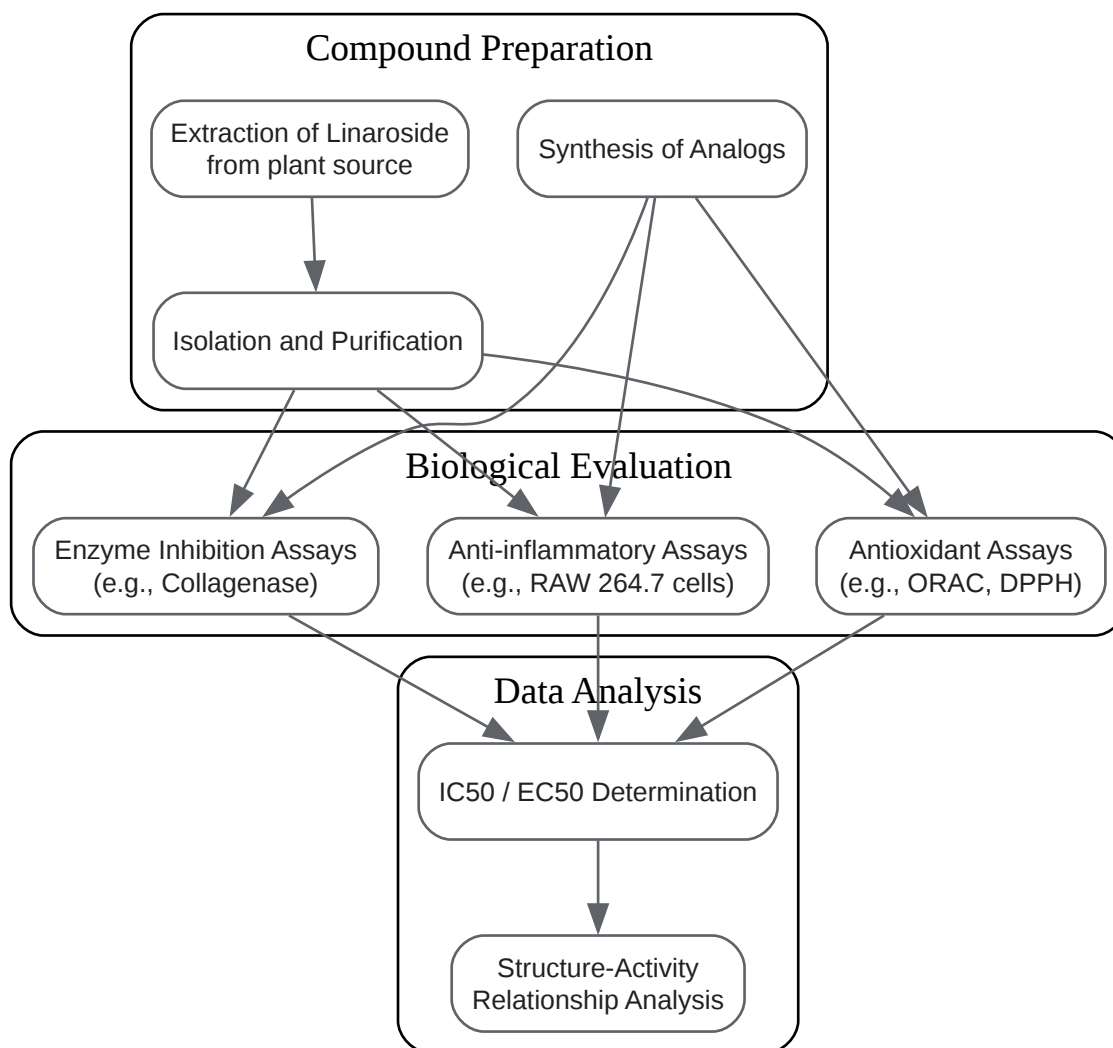 Compound Preparation
Extraction of Linaroside
from plant source
Synthesis of Analogs
Isolation and Purification
Biological Evaluation
Enzyme Inhibition Assays
(e.g., Collagenase)
Anti-inflammatory Assays
(e.g., RAW 264.7 cells)
Antioxidant Assays
(e.g., ORAC, DPPH)
Data Analysis
IC50 / EC50 Determination
Structure-Activity
Relationship Analysis